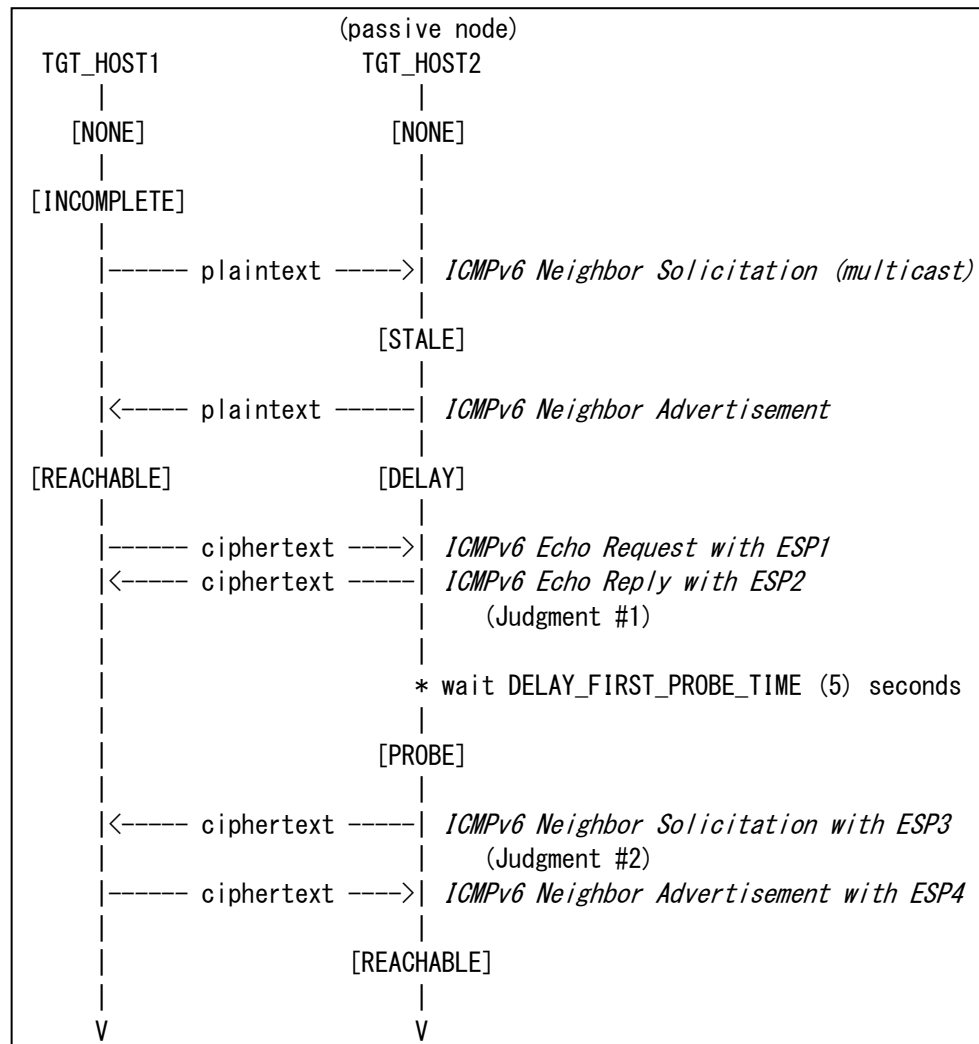 (passive node)
TGT_HOST1 TGT_HOST2
[NONE] [NONE]
[INCOMPLETE]
|------ plaintext ----->| ICMPv6 Neighbor Solicitation (multicast)
[STALE]
|<----- plaintext ------| ICMPv6 Neighbor Advertisement
[REACHABLE] [DELAY]
|------ ciphertext ---->| ICMPv6 Echo Request with ESP1
|<----- ciphertext -----| ICMPv6 Echo Reply with ESP2
(Judgment #1)
* wait DELAY_FIRST_PROBE_TIME (5) seconds
[PROBE]
|<----- ciphertext -----| ICMPv6 Neighbor Solicitation with ESP3
(Judgment #2)
|------ ciphertext ---->| ICMPv6 Neighbor Advertisement with ESP4
[REACHABLE]
V V